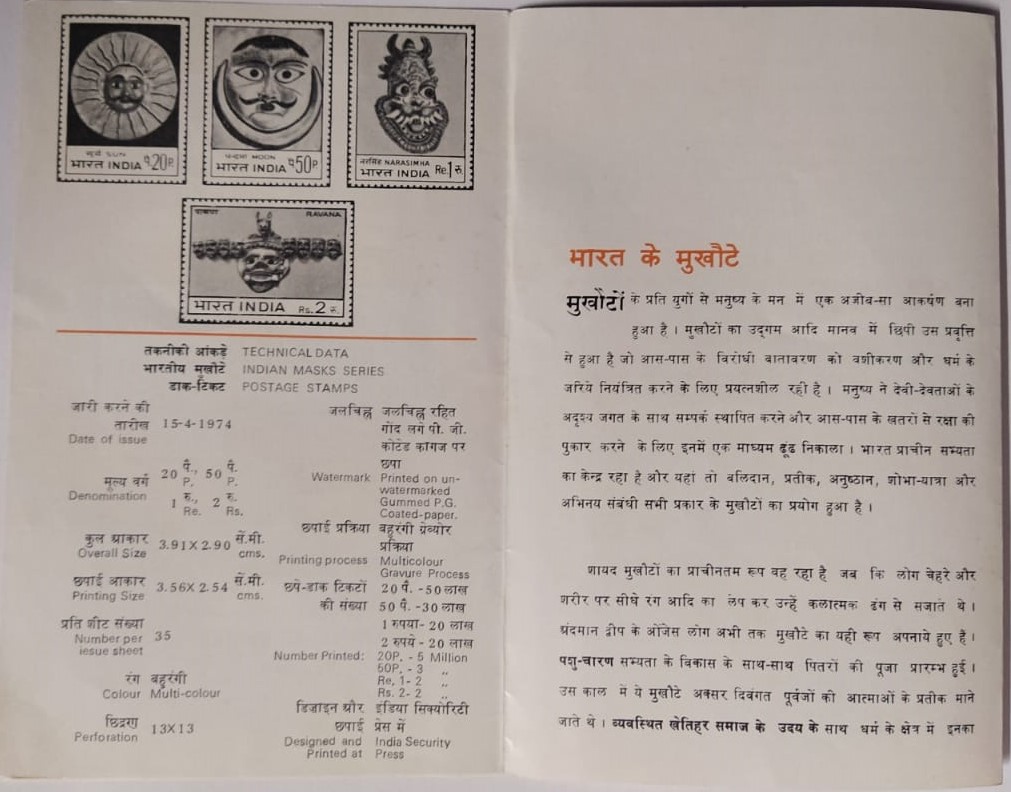 सूर्य SUN
भारत INDIA प.20P.
चन्द्रमा MOON
भारत INDIA प50P.
नरसिंह NARASIMHA
भारत INDIA Re.1रु.
रावण RAVANA
भारत INDIA Rs.2रु.
तकनीकी आंकड़े TECHNICAL DATA
भारतीय मुखौटे INDIAN MASKS SERIES
डाक-टिकट POSTAGE STAMPS
जारी करने की
तारीख 15-4-1974
Date of issue
मूल्य वर्ग 20 पै., 50 पै.
P. P.
Denomination 1 रु., 2 रु.
Re. Rs.
कुल आकार 3.91X2.90 सें.मी.
Overall Size cms.
छपाई आकार 3.56X2.54 सें.मी.
Printing Size cms.
प्रति शीट संख्या
Number per 35
iesue sheet
रंग बहुरंगी
Colour Multi-colour
छिद्रण 13X13
Perforation
जलचिह्न जलचिह्न रहित
गोंद लगे पी. जी.
कोटेड कागज पर
छपा
Watermark Printed on un-
watermarked
Gummed P.G.
Coated-paper.
छपाई प्रक्रिया बहुरंगी ग्रेव्योर
प्रक्रिया
Printing process Multicolour
Gravure Process
छपे-डाक टिकटों 20 पै. -50 लाख
की संख्या 50 पै. -30 लाख
1 रुपया- 20 लाख
2 रुपये - 20 लाख
Number Printed: 20P. - 5 Million
50P. - 3 ,,
Re. 1- 2 ,,
Rs. 2- 2 ,,
डिजाइन और इंडिया सिक्योरिटी
छपाई प्रेस में
Designed and India Security
Printed at Press
भारत के मुखौटे
मुखौटों के प्रति युगों से मनुष्य के मन में एक अजीब-सा आकर्षण बना
हुआ है । मुखौटों का उद्गम आदि मानव में छिपी उस प्रवृत्ति
से हुआ है जो आस-पास के विरोधी वातावरण को वशीकरण और धर्म के
जरिये नियंत्रित करने के लिए प्रयत्नशील रही है । मनुष्य ने देवी-देवताओं के
अदृश्य जगत के साथ सम्पर्क स्थापित करने और आस-पास के खतरों से रक्षा की
पुकार करने के लिए इनमें एक माध्यम ढूंढ निकाला । भारत प्राचीन सभ्यता
का केन्द्र रहा है और यहां तो बलिदान, प्रतीक, अनुष्ठान, शोभा-यात्रा और
अभिनय संबंधी सभी प्रकार के मुखौटों का प्रयोग हुआ है ।
शायद मुखौटों का प्राचीनतम रूप वह रहा है जब कि लोग चेहरे और
शरीर पर सीधे रंग आदि का लेप कर उन्हें कलात्मक ढंग से सजाते थे ।
अंदमान द्वीप के ओंजेस लोग अभी तक मुखौटे का यही रूप अपनाये हुए हैं ।
पशु-चारण सभ्यता के विकास के साथ-साथ पितरों की पूजा प्रारम्भ हुई ।
उस काल में ये मुखौटे अक्सर दिवंगत पूर्वजों की आत्माओं के प्रतीक माने
जाते थे । व्यवस्थित खेतिहर समाज के उदय के साथ धर्म के क्षेत्र में इनका